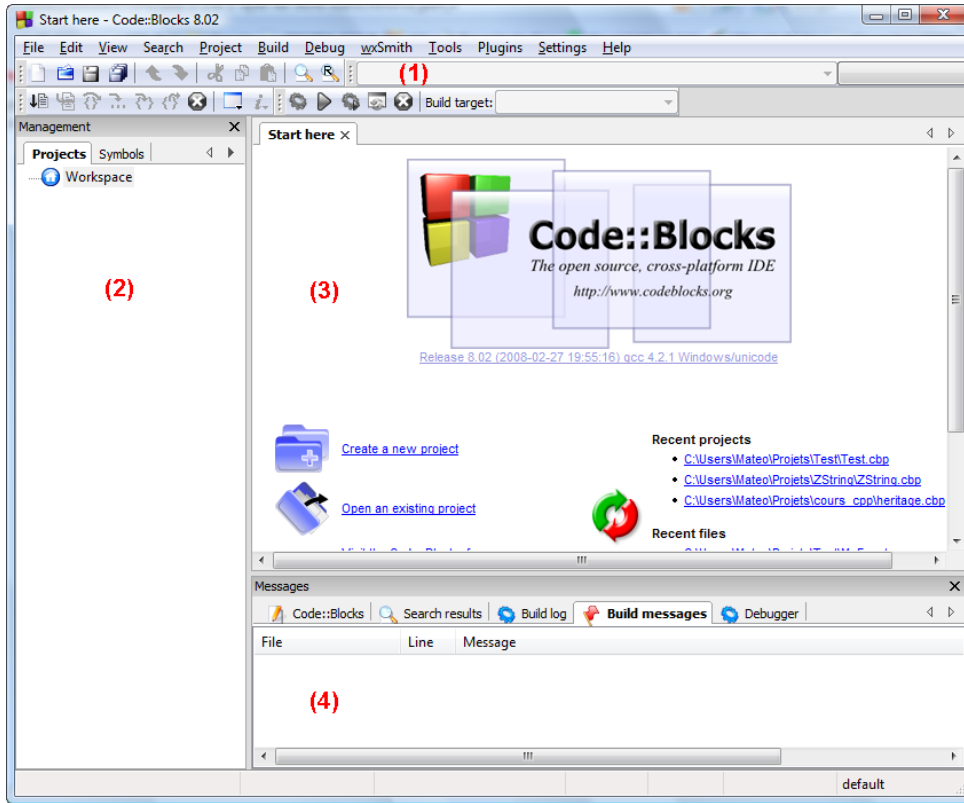 Start here - Code::Blocks 8.02
File Edit View Search Project Build Debug wxSmith Tools Plugins Settings Help
(1)
Build target:
Management
Start here
Projects Symbols
Workspace
(2)
Code::Blocks
The open source, cross-platform IDE
http://www.codeblocks.org
(3)
Release 8.02 (2008-02-27 19:55:16) gcc 4.2.1 Windows/unicode
Create a new project
Open an existing project
Recent projects
C:\Users\Mateo\Projets\Test\Test.cbp
C:\Users\Mateo\Projets\ZString\ZString.cbp
C:\Users\Mateo\Projets\cours_cpp\heritage.cbp
Recent files
Messages
Code::Blocks Search results Build log Build messages Debugger
File Line Message
(4)
default